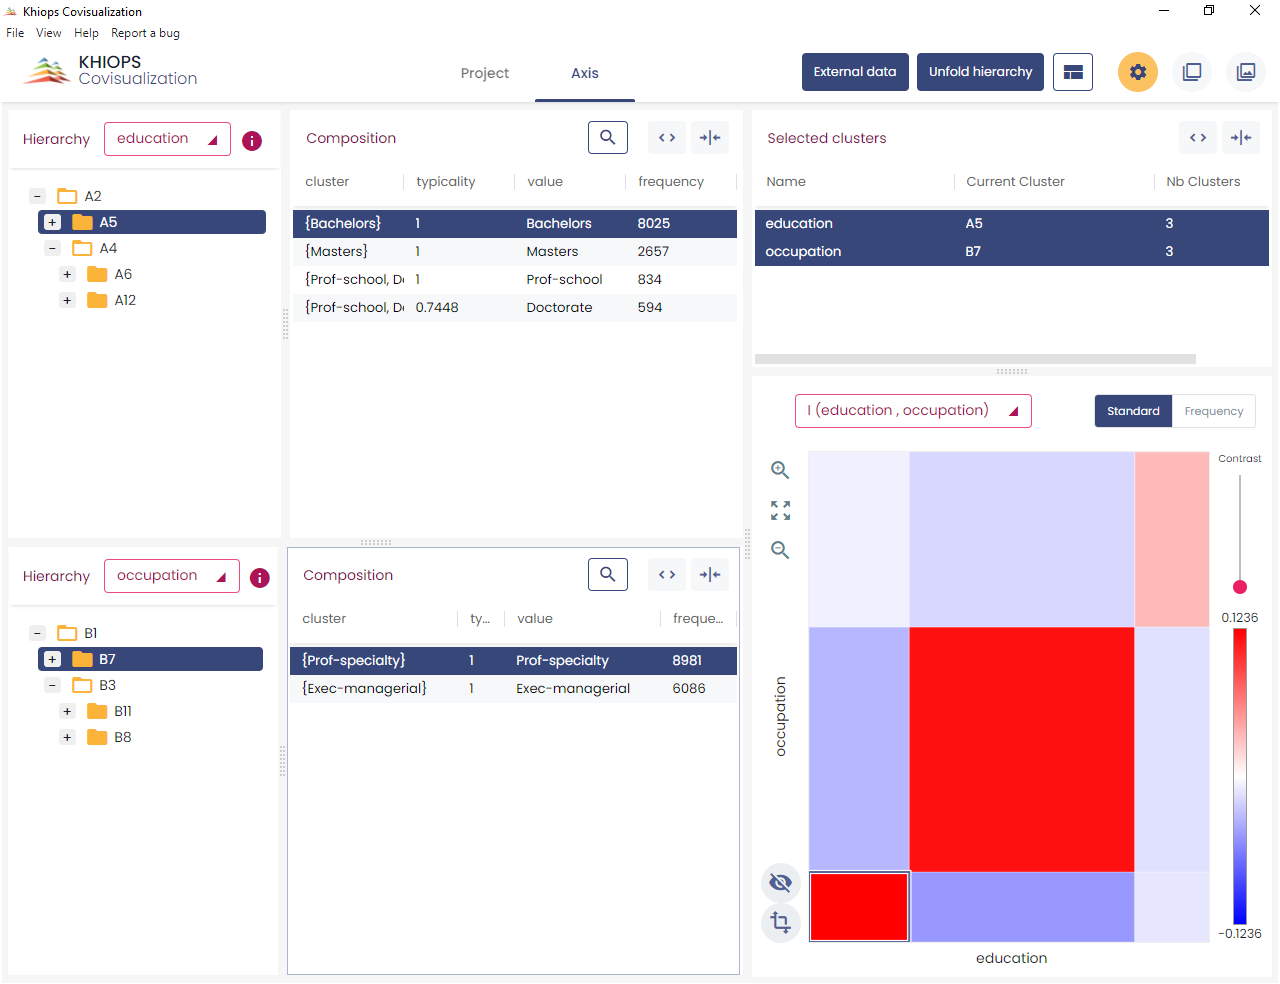 Khiops Covisualization
File View Help Report a bug
KHIOPS
Covisualization
Project Axis
External data Unfold hierarchy
Hierarchy education
A2
A5
A4
A6
A12
Composition
cluster typicality value frequency
{Bachelors} 1 Bachelors 8025
{Masters} 1 Masters 2657
{Prof-school, Do 1 Prof-school 834
{Prof-school, Do 0.7448 Doctorate 594
Selected clusters
Name Current Cluster Nb Clusters
education A5 3
occupation B7 3
Hierarchy occupation
B1
B7
B3
B11
B8
Composition
cluster ty... value freque...
{Prof-specialty} 1 Prof-specialty 8981
{Exec-managerial} 1 Exec-managerial 6086
I (education , occupation)
Standard Frequency
Contrast
0.1236
-0.1236
occupation
education